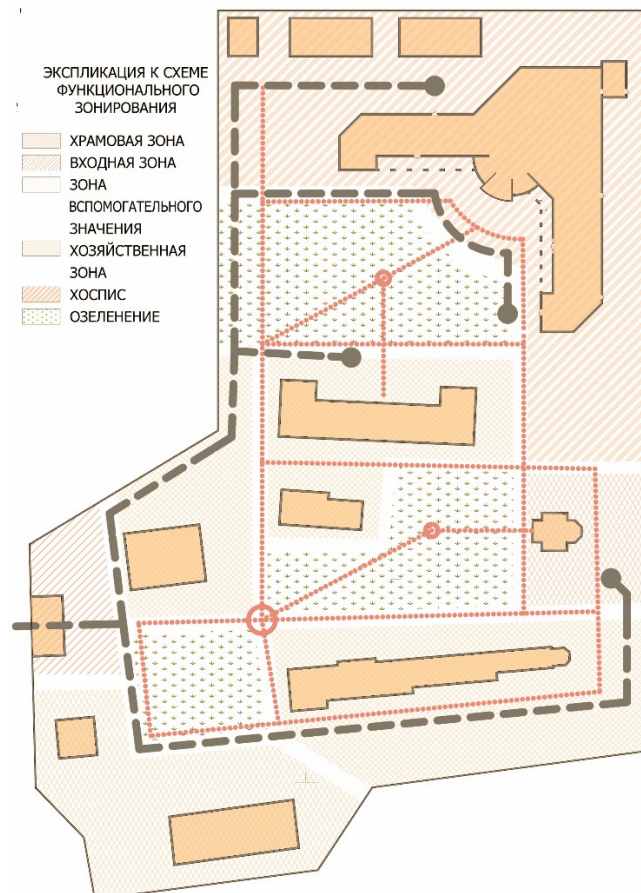 ЭКСПЛИКАЦИЯ К СХЕМЕ
ФУНКЦИОНАЛЬНОГО
ЗОНИРОВАНИЯ
ХРАМОВАЯ ЗОНА
ВХОДНАЯ ЗОНА
ЗОНА
ВСПОМОГАТЕЛЬНОГО
ЗНАЧЕНИЯ
ХОЗЯЙСТВЕННАЯ
ЗОНА
ХОСПИС
ОЗЕЛЕНЕНИЕ